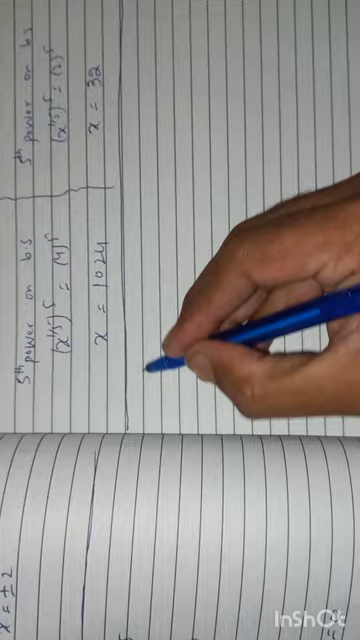 5th power on b.s
(x^1/5)^5 = (4)^5
x = 1024
5th power on b.s
(x^1/5)^5 = (2)^5
x = 32
x = ± 2
InShOt